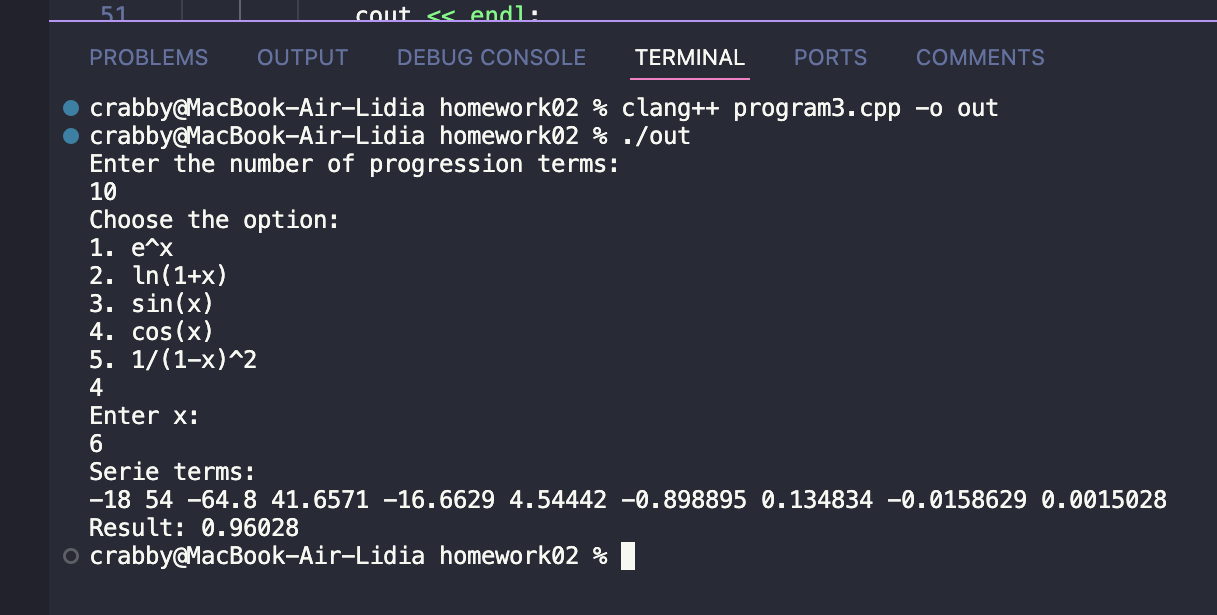 51 cout << endl;
PROBLEMS OUTPUT DEBUG CONSOLE TERMINAL PORTS COMMENTS
crabby@MacBook-Air-Lidia homework02 % clang++ program3.cpp -o out
crabby@MacBook-Air-Lidia homework02 % ./out
Enter the number of progression terms:
10
Choose the option:
1. e^x
2. ln(1+x)
3. sin(x)
4. cos(x)
5. 1/(1-x)^2
4
Enter x:
6
Serie terms:
-18 54 -64.8 41.6571 -16.6629 4.54442 -0.898895 0.134834 -0.0158629 0.0015028
Result: 0.96028
crabby@MacBook-Air-Lidia homework02 %